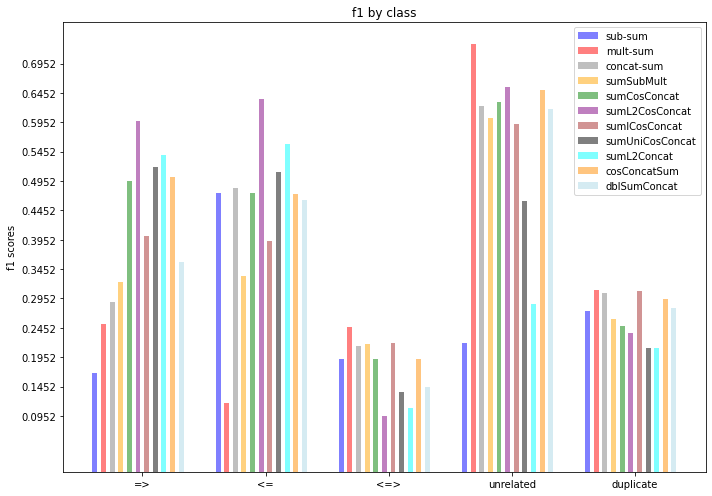 f1 by class
f1 scores
0.6952
0.6452
0.5952
0.5452
0.4952
0.4452
0.3952
0.3452
0.2952
0.2452
0.1952
0.1452
0.0952
=>
<=
<=>
unrelated
duplicate
sub-sum
mult-sum
concat-sum
sumSubMult
sumCosConcat
sumL2CosConcat
sumICosConcat
sumUniCosConcat
sumL2Concat
cosConcatSum
dblSumConcat